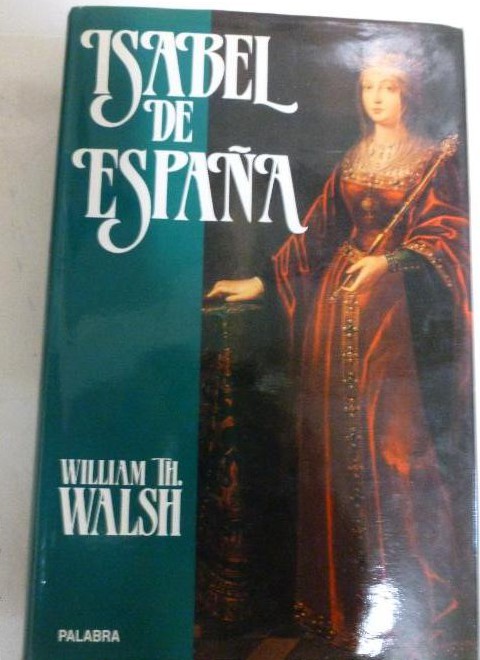 ISABEL
DE
ESPAÑA
WILLIAM TH.
WALSH
PALABRA